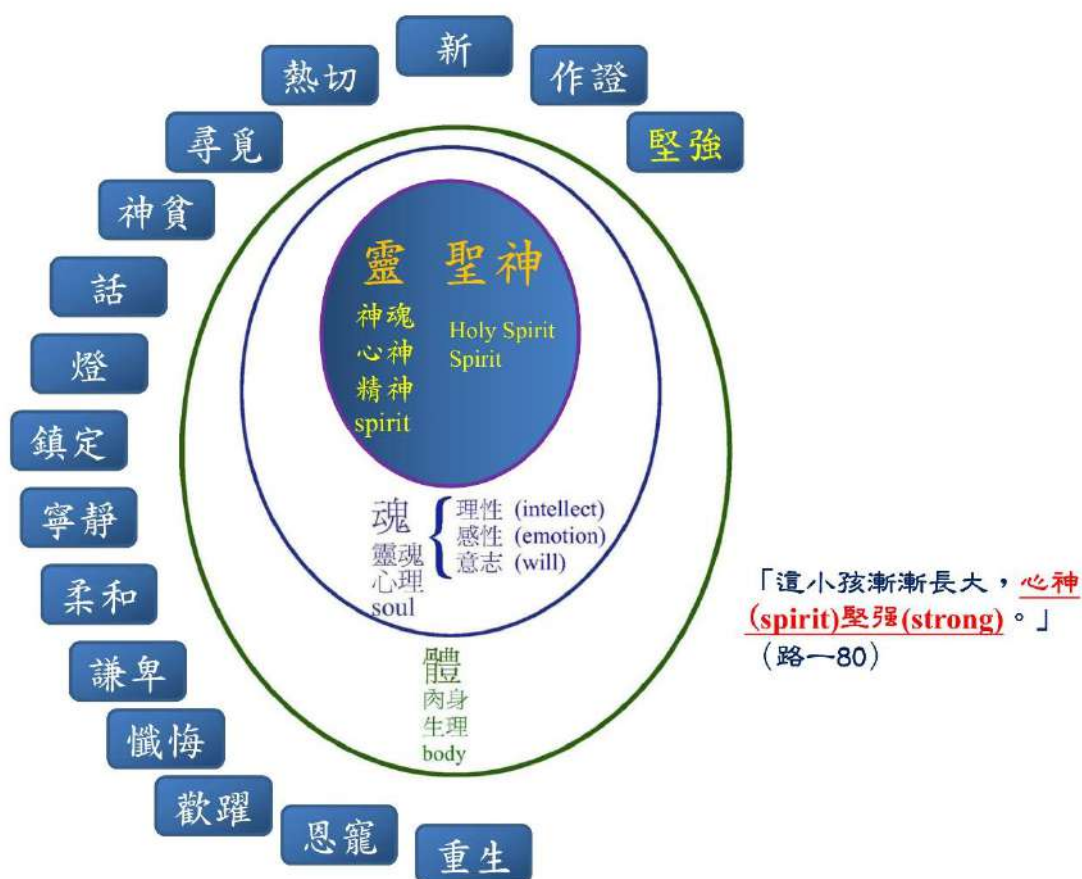 新
熱切
作證
尋覓
堅強
神貧
話
燈
鎮定
寧靜
柔和
謙卑
懺悔
歡躍
恩寵
重生
靈 聖神
神魂
心神
精神
spirit
Holy Spirit
Spirit
魂
靈魂
心理
soul
理性 (intellect)
感性 (emotion)
意志 (will)
體
肉身
生理
body
「這小孩漸漸長大，心神
(spirit)堅强(strong)。」
（路一80）